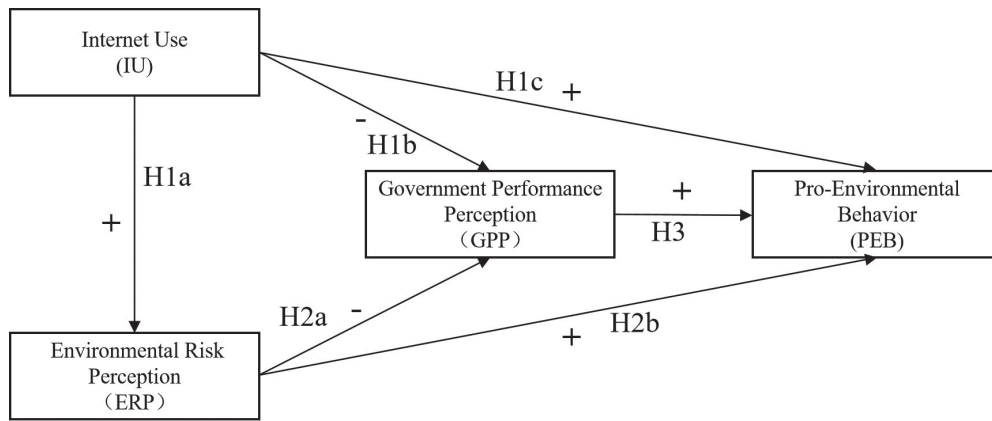 Internet Use
(IU)
H1c
+
-
H1b
H1a
+
Government Performance
Perception
（GPP）
+
H3
Pro-Environmental
Behavior
(PEB)
H2a
-
H2b
+
Environmental Risk
Perception
（ERP）